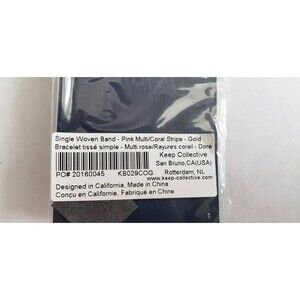 Single Woven Band - Pink Multi/Coral Stripe - Gold
Bracelet tissé simple - Multi rose/Rayures corail - Doré
Keep Collective
San Bruno,CA(USA)
PO# 20160045 KB029COG Rotterdam, NL
www.keep-collective.com
Designed in California, Made in China
Conçu en Californie, Fabriqué en Chine